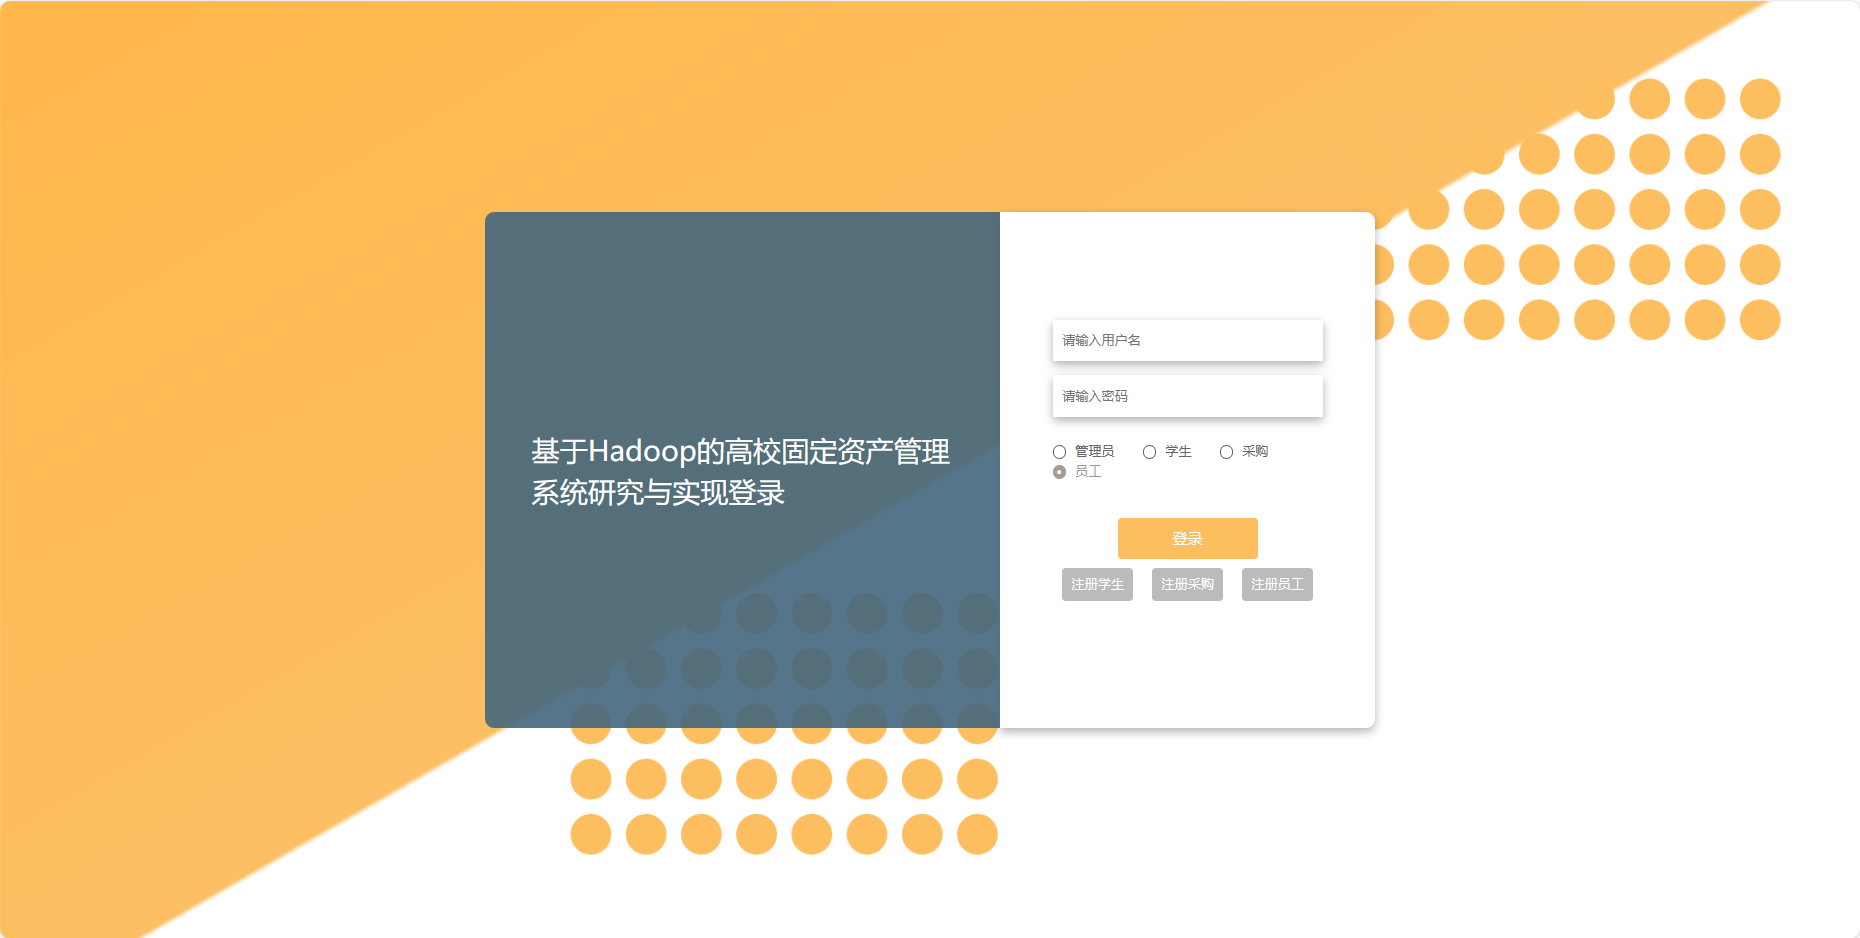 基于Hadoop的高校固定资产管理
系统研究与实现登录
请输入用户名
请输入密码
管理员 学生 采购
员工
登录
注册学生 注册采购 注册员工